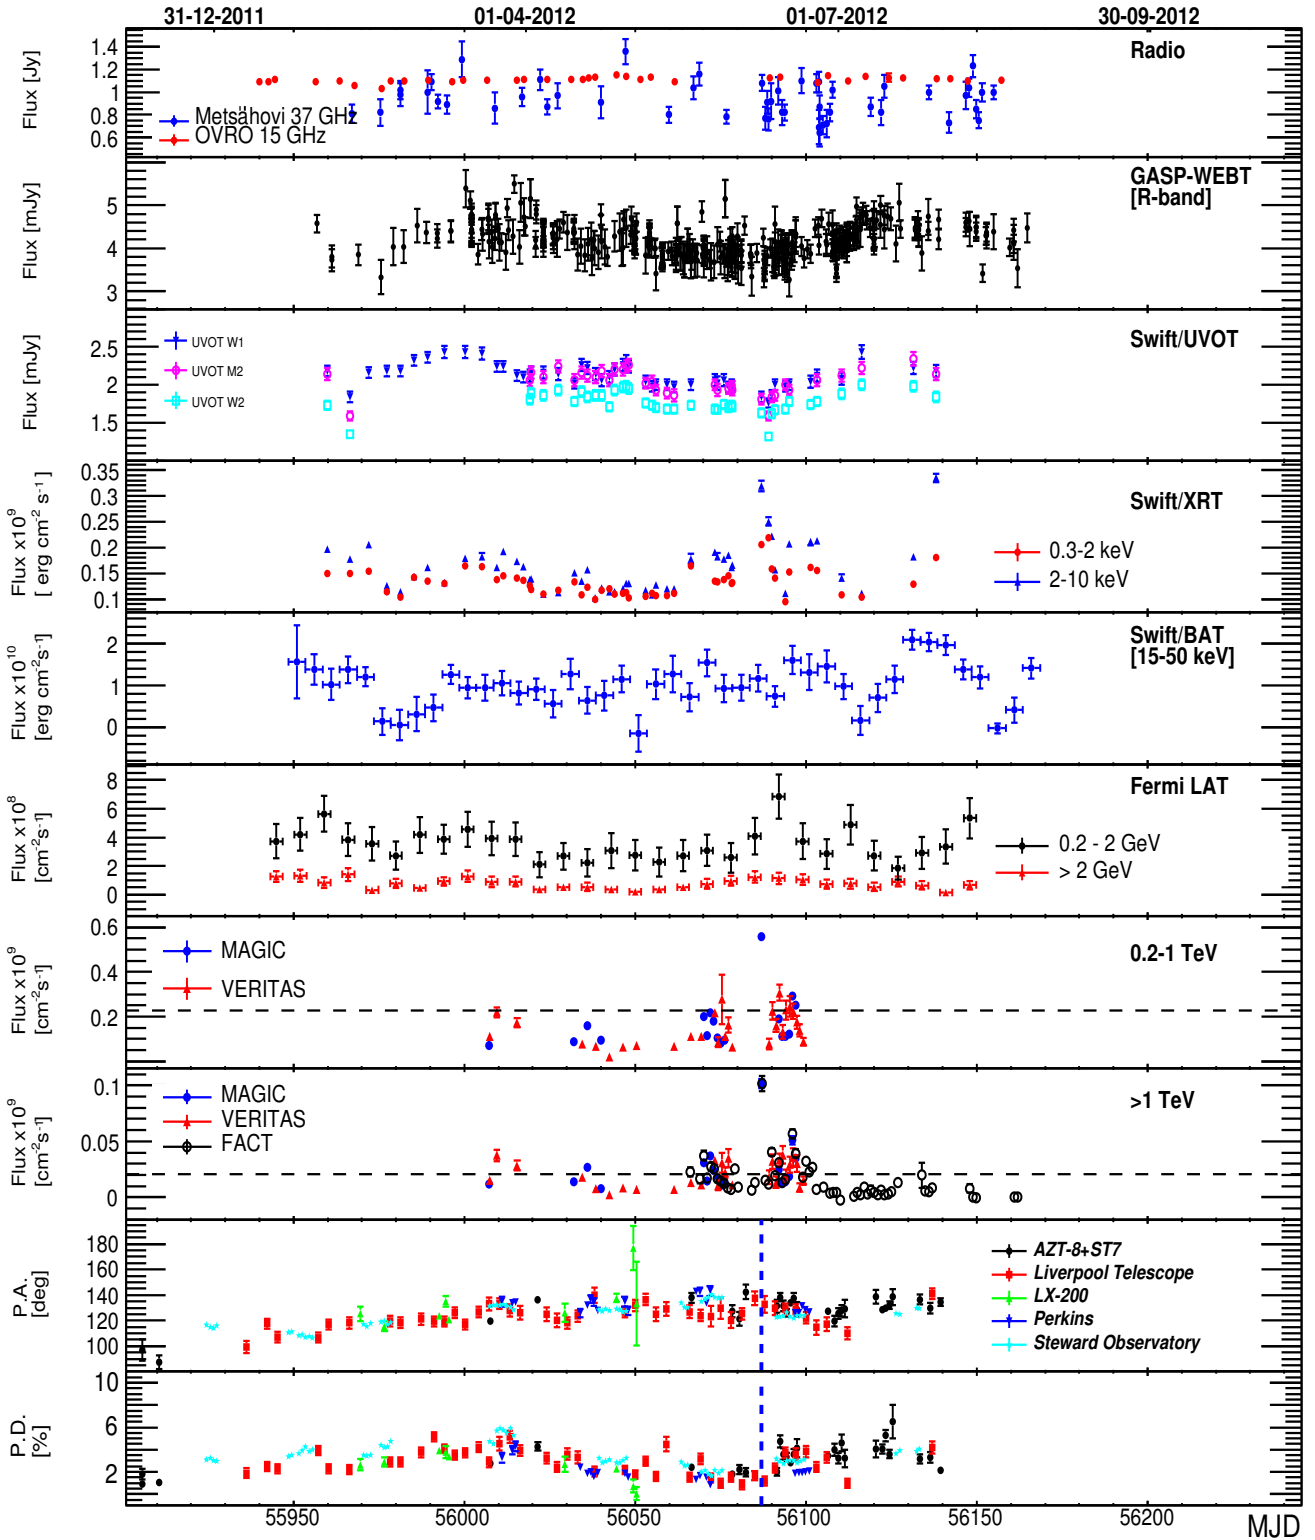 31-12-2011 01-04-2012 01-07-2012 30-09-2012
Flux [Jy]
1.4
1.2
1
0.8
0.6
Radio
Metsähovi 37 GHz
OVRO 15 GHz
Flux [mJy]
5
4
3
GASP-WEBT
[R-band]
Flux [mJy]
2.5
2
1.5
Swift/UVOT
UVOT W1
UVOT M2
UVOT W2
Flux x10⁹
[ erg cm⁻² s⁻¹ ]
0.35
0.3
0.25
0.2
0.15
0.1
Swift/XRT
0.3-2 keV
2-10 keV
Flux x10¹⁰
[erg cm⁻²s⁻¹]
2
1
0
Swift/BAT
[15-50 keV]
Flux x10⁸
[cm⁻²s⁻¹]
8
6
4
2
0
Fermi LAT
0.2 - 2 GeV
> 2 GeV
Flux x10⁹
[cm⁻²s⁻¹]
0.6
0.4
0.2
0.2-1 TeV
MAGIC
VERITAS
Flux x10⁹
[cm⁻²s⁻¹]
0.1
0.05
0
>1 TeV
MAGIC
VERITAS
FACT
P.A.
[deg]
180
160
140
120
100
AZT-8+ST7
Liverpool Telescope
LX-200
Perkins
Steward Observatory
P.D.
[%]
10
6
2
55950 56000 56050 56100 56150 56200
MJD